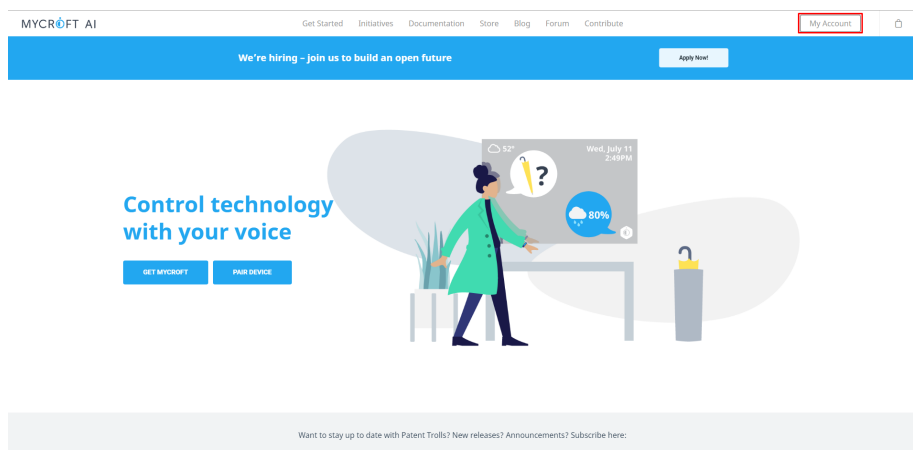 MYCROFT AI
Get Started Initiatives Documentation Store Blog Forum Contribute My Account
We're hiring – join us to build an open future Apply Now!
52° Wed, July 11
2:49PM
?
80%
Control technology
with your voice
GET MYCROFT PAIR DEVICE
Want to stay up to date with Patent Trolls? New releases? Announcements? Subscribe here: